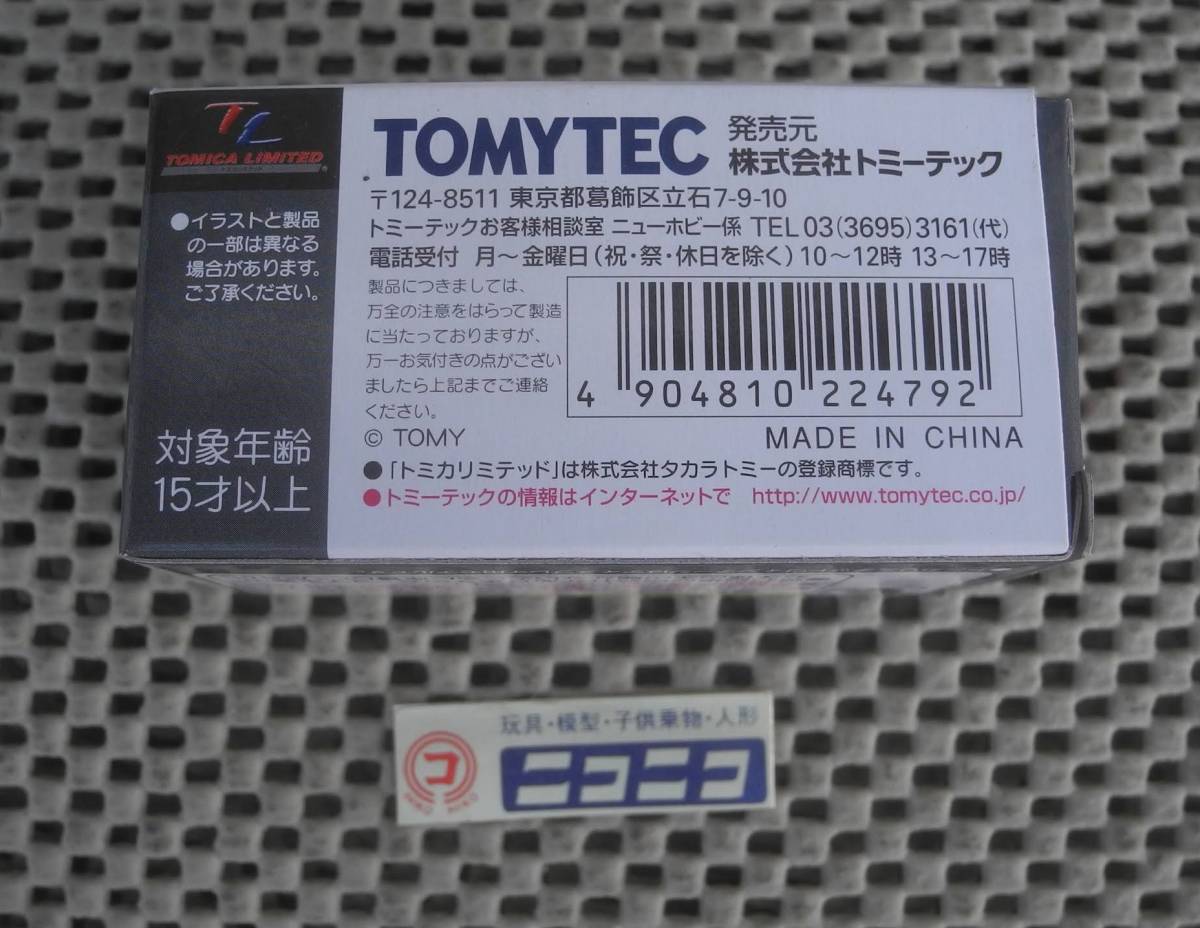 TL
TOMICA LIMITED
●イラストと製品
の一部は異なる
場合があります。
ご了承ください。
対象年齢
15才以上
TOMYTEC
発売元
株式会社トミーテック
〒124-8511 東京都葛飾区立石7-9-10
トミーテックお客様相談室 ニューホビー係 TEL 03(3695)3161(代)
電話受付 月～金曜日(祝・祭・休日を除く)10～12時 13～17時
製品につきましては、
万全の注意をはらって製造
に当たっておりますが、
万一お気付きの点がござい
ましたら上記までご連絡
ください。
4 904810 224792
© TOMY
MADE IN CHINA
●「トミカリミテッド」は株式会社タカラトミーの登録商標です。
●トミーテックの情報はインターネットで http://www.tomytec.co.jp/
玩具・模型・子供乗物・人形
コ
NIKO NIKO
ニコニコ